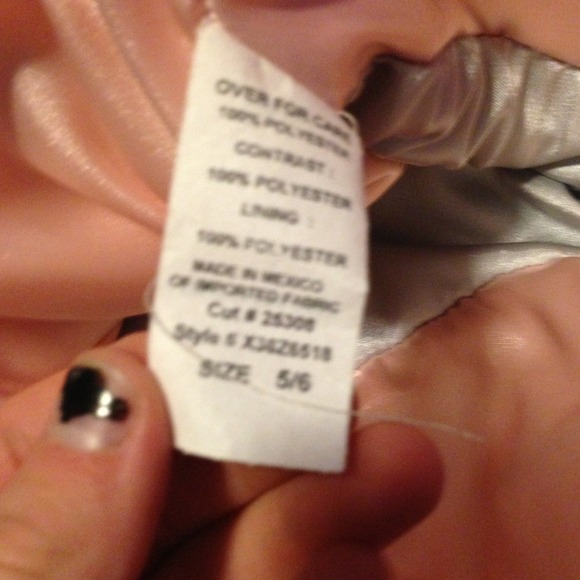 OVER FOR CARE
100% POLYESTER
CONTRAST :
100% POLYESTER
LINING :
100% POLYESTER
MADE IN MEXICO
OF IMPORTED FABRIC
Cut # 25308
Style #
SIZE 5/6